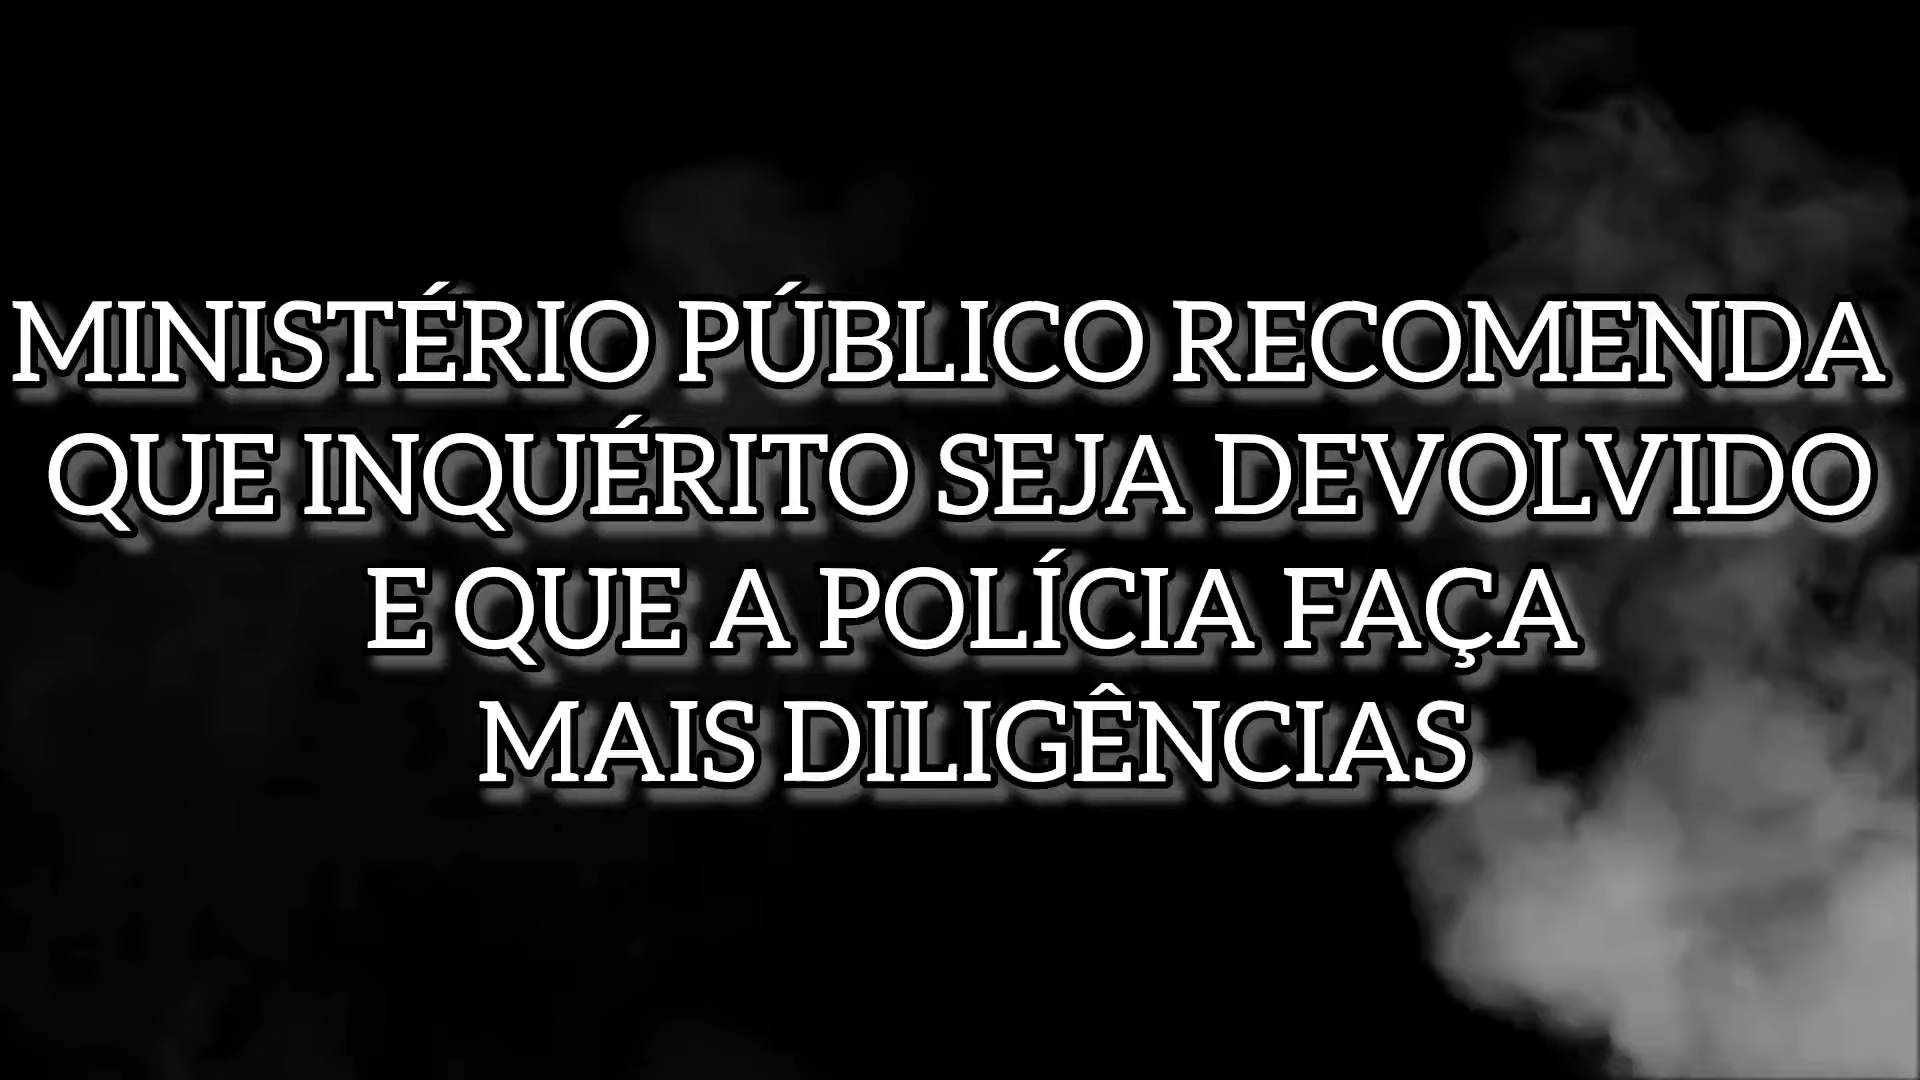 MINISTÉRIO PÚBLICO RECOMENDA
QUE INQUÉRITO SEJA DEVOLVIDO
E QUE A POLÍCIA FAÇA
MAIS DILIGÊNCIAS